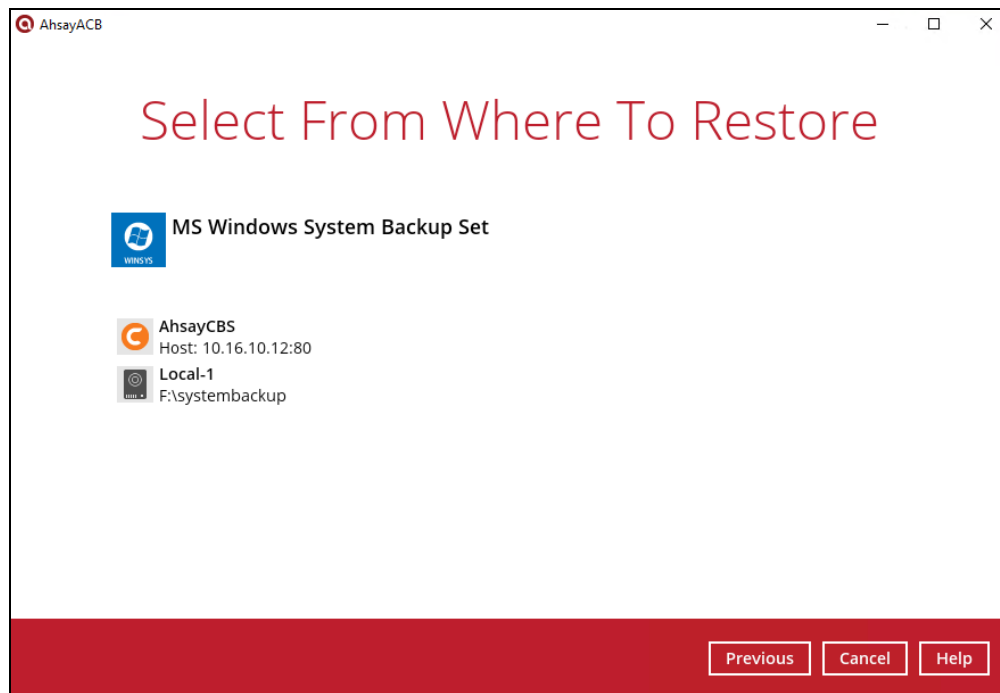 AhsayACB
Select From Where To Restore
MS Windows System Backup Set
WINSYS
AhsayCBS
Host: 10.16.10.12:80
Local-1
F:\systembackup
Previous Cancel Help